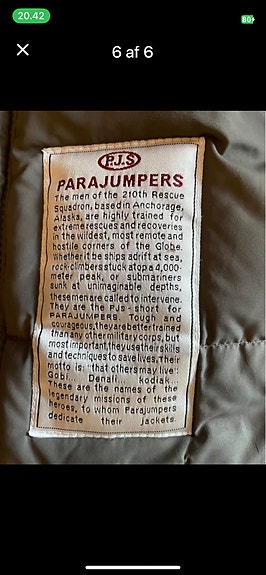 20.42
80
6 af 6
P.J.S
PARAJUMPERS
The men of the 210th Rescue
Squadron, based in Anchorage,
Alaska, are highly trained for
extreme rescues and recoveries
in the wildest, most remote and
hostile corners of the Globe.
Whether it be ships adrift at sea,
rock-climbers stuck atop a 4,000-
meter peak, or submariners
sunk at unimaginable depths,
these men are called to intervene.
They are the PJs - short for
PARAJUMPERS. Tough and
courageous, they are better trained
than any other military corps, but
most important, they use their skills
and techniques to save lives. Their
motto is: "that others may live":
Gobi... Denali... kodiak...
These are the names of the
legendary missions of these
heroes, to whom Parajumpers
dedicate their jackets.